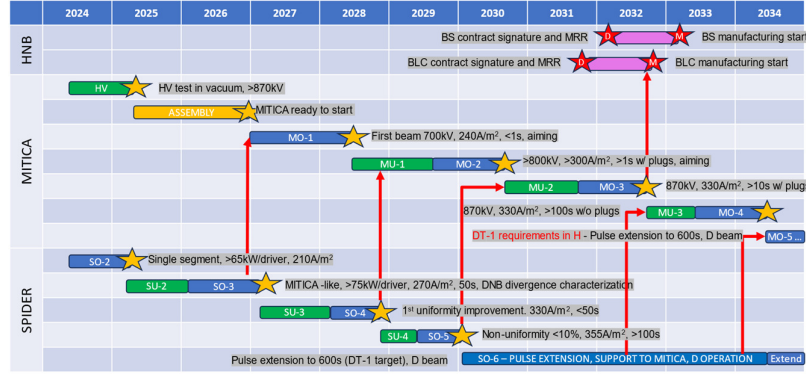 2024 2025 2026 2027 2028 2029 2030 2031 2032 2033 2034
HNB
BS contract signature and MRR D M BS manufacturing start
BLC contract signature and MRR D M BLC manufacturing start
MITICA
HV HV test in vacuum, >870kV
ASSEMBLY MITICA ready to start
MO-1 First beam 700kV, 240A/m², <1s, aiming
MU-1 MO-2 >800kV, >300A/m², >1s w/ plugs, aiming
MU-2 MO-3 870kV, 330A/m², >10s w/ plugs
870kV, 330A/m², >100s w/o plugs MU-3 MO-4
DT-1 requirements in H - Pulse extension to 600s, D beam MO-5 ...
SPIDER
SO-2 Single segment, >65kW/driver, 210A/m²
SU-2 SO-3 MITICA-like, >75kW/driver, 270A/m², 50s, DNB divergence characterization
SU-3 SO-4 1st uniformity improvement. 330A/m², <50s
SU-4 SO-5 Non-uniformity <10%, 355A/m², >100s
Pulse extension to 600s (DT-1 target), D beam SO-6 – PULSE EXTENSION, SUPPORT TO MITICA, D OPERATION Extend